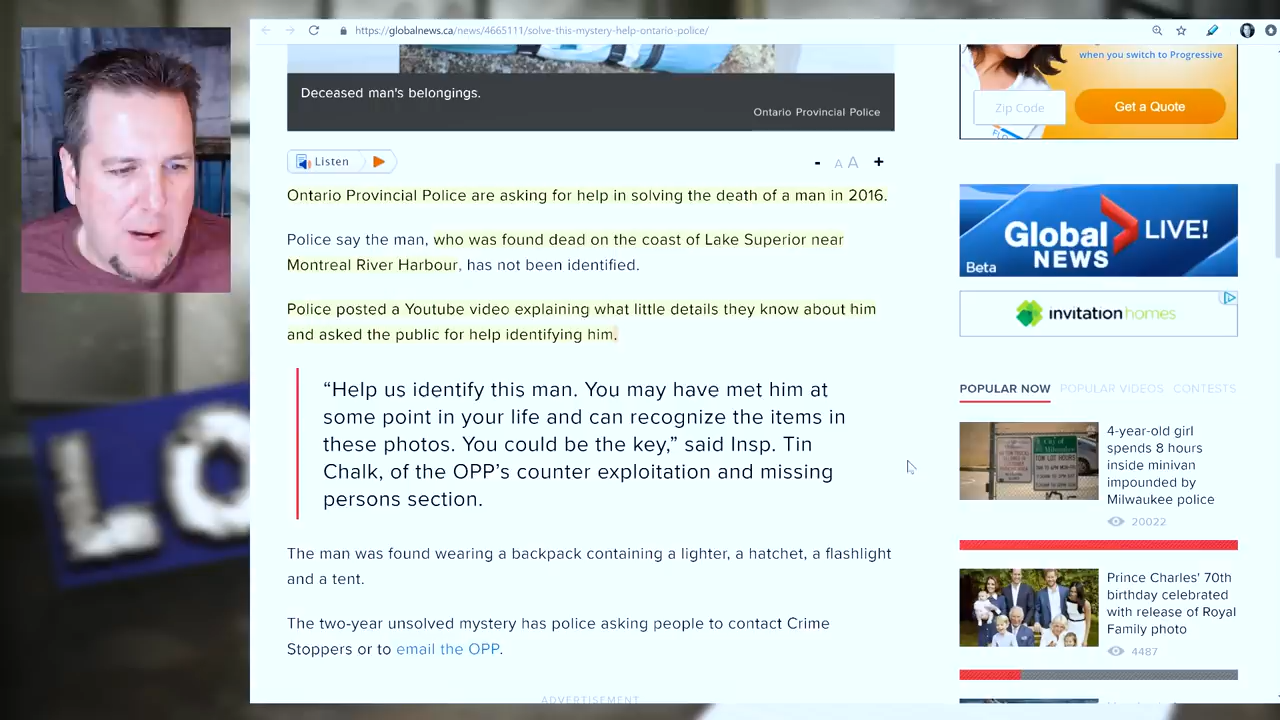 https://globalnews.ca/news/4665111/solve-this-mystery-help-ontario-police/
when you switch to Progressive
Zip Code
Get a Quote
Deceased man's belongings.
Ontario Provincial Police
Listen
- A A +
Ontario Provincial Police are asking for help in solving the death of a man in 2016.
Police say the man, who was found dead on the coast of Lake Superior near
Montreal River Harbour, has not been identified.
Police posted a Youtube video explaining what little details they know about him
and asked the public for help identifying him.
“Help us identify this man. You may have met him at
some point in your life and can recognize the items in
these photos. You could be the key,” said Insp. Tin
Chalk, of the OPP’s counter exploitation and missing
persons section.
The man was found wearing a backpack containing a lighter, a hatchet, a flashlight
and a tent.
The two-year unsolved mystery has police asking people to contact Crime
Stoppers or to email the OPP.
ADVERTISEMENT
Global
NEWS
LIVE!
Beta
invitation homes
POPULAR NOW POPULAR VIDEOS CONTESTS
4-year-old girl
spends 8 hours
inside minivan
impounded by
Milwaukee police
20022
Prince Charles' 70th
birthday celebrated
with release of Royal
Family photo
4487